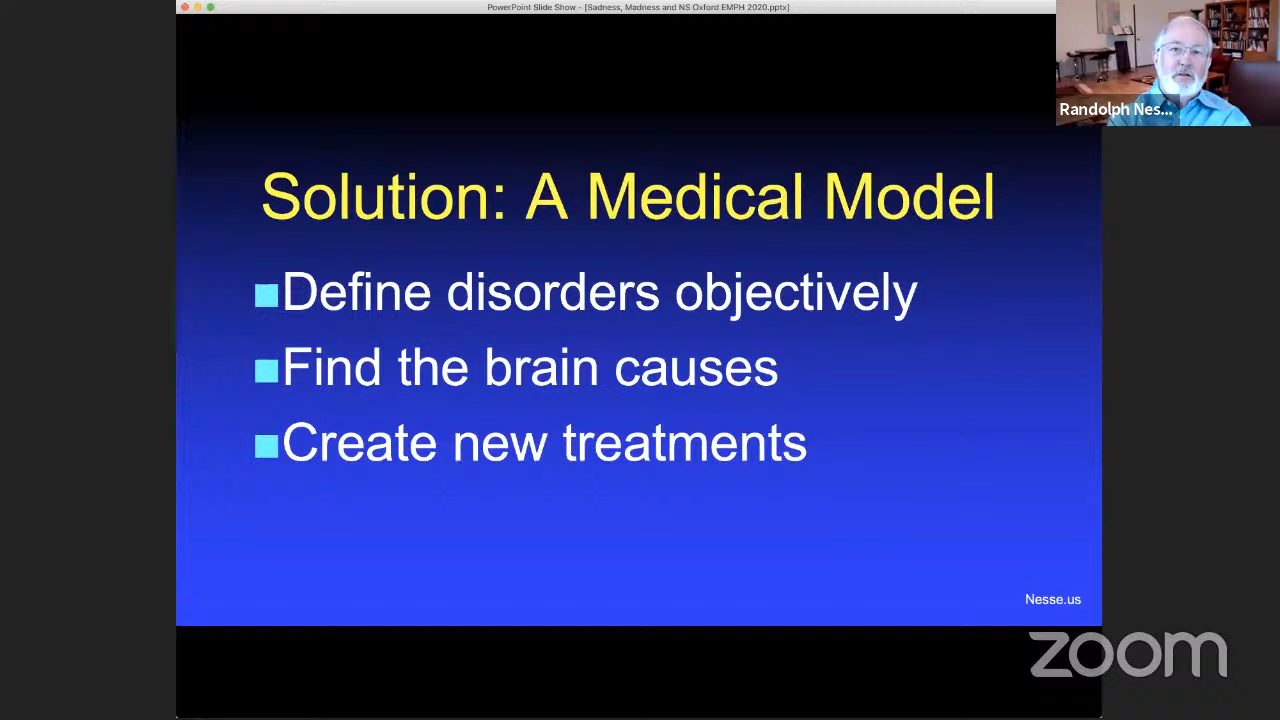 PowerPoint Slide Show - [Sadness, Madness and NS Oxford EMPH 2020.pptx]
Randolph Nes...
Solution: A Medical Model
Define disorders objectively
Find the brain causes
Create new treatments
Nesse.us
zoom